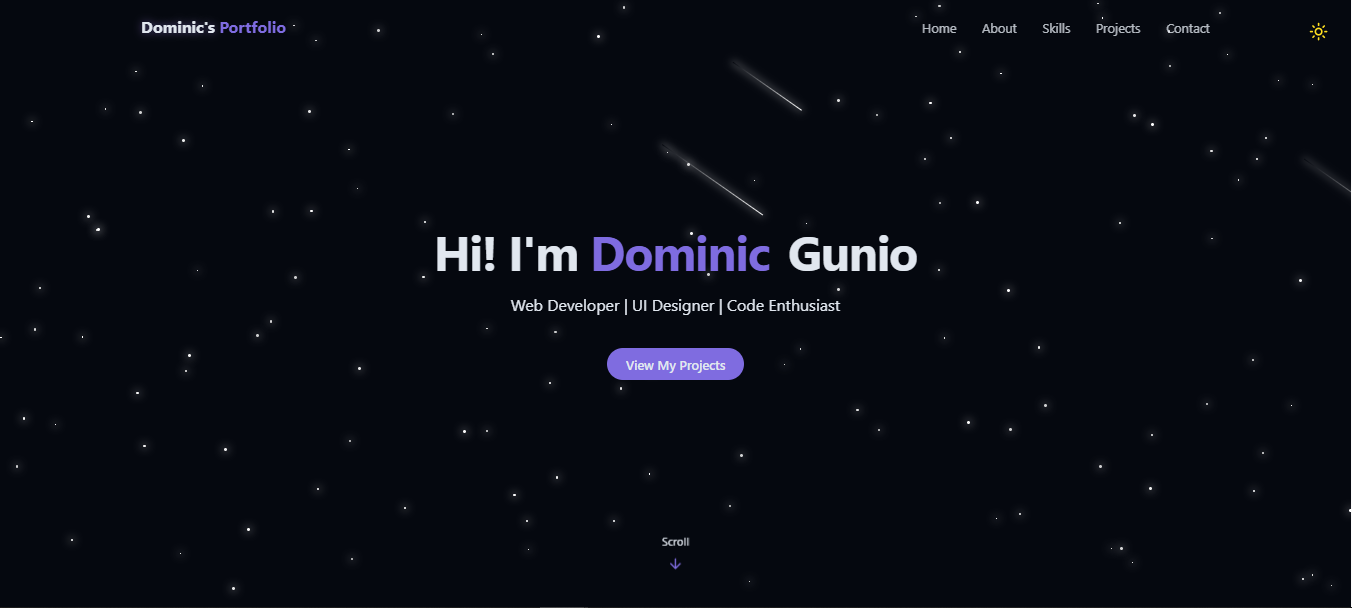 Dominic's Portfolio
Home About Skills Projects Contact
Hi! I'm Dominic Gunio
Web Developer | UI Designer | Code Enthusiast
View My Projects
Scroll